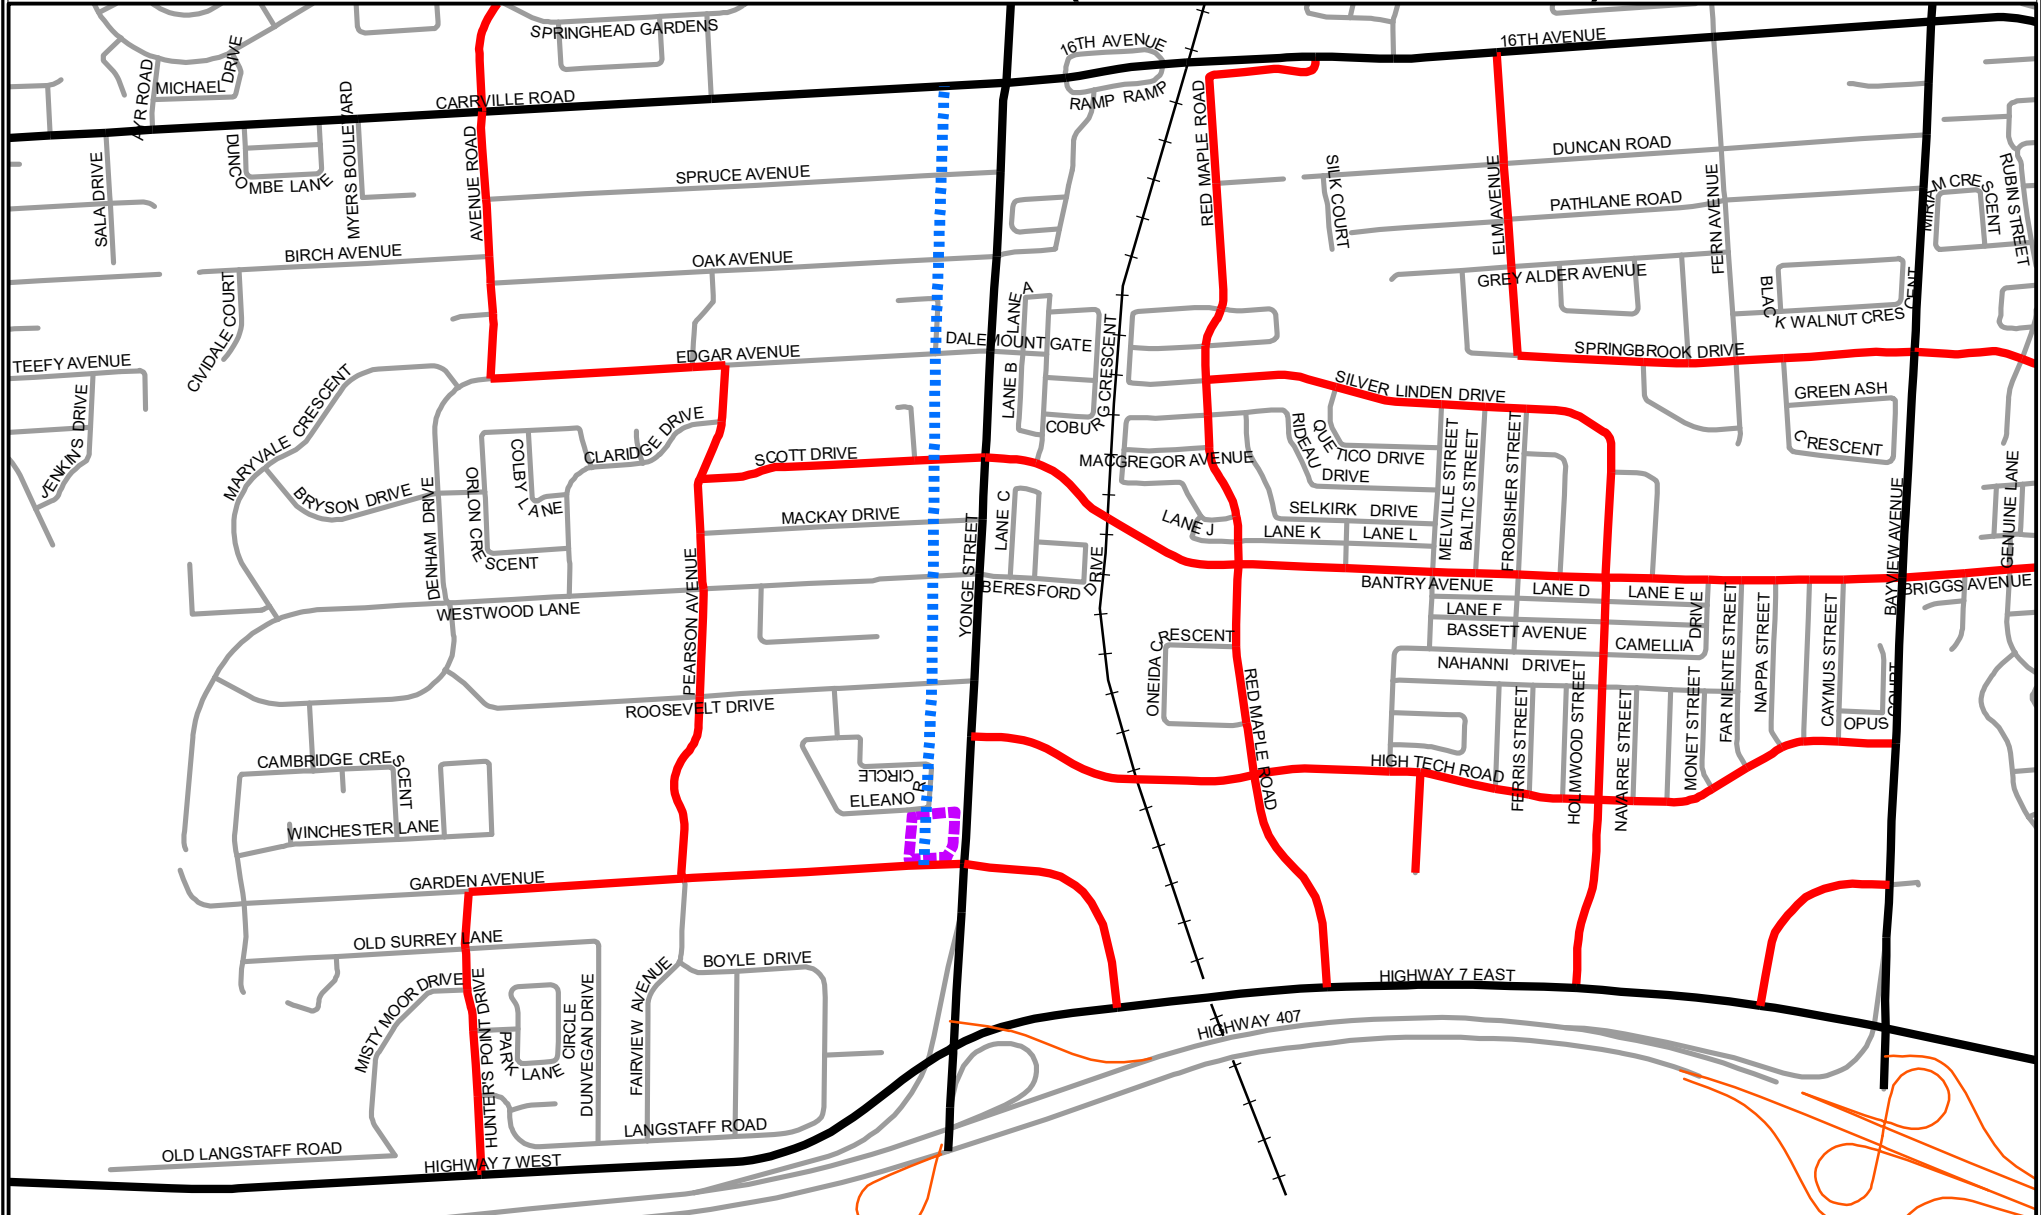 SPRINGHEAD GARDENS
16TH AVENUE
16TH AVENUE
MICHAEL DRIVE
AYR ROAD
CARRVILLE ROAD
RAMP RAMP
MYERS BOULEVARD
DUNCOMBE LANE
SALA DRIVE
AVENUE ROAD
SPRUCE AVENUE
RED MAPLE ROAD
SILK COURT
DUNCAN ROAD
ELM AVENUE
PATHLANE ROAD
FERN AVENUE
MIRIAM CRESCENT
RUBIN STREET
BIRCH AVENUE
OAK AVENUE
GREY ALDER AVENUE
CIVIDALE COURT
LANE A
BLACK WALNUT CRESCENT
DALEMOUNT GATE
COBURG CRESCENT
TEEFY AVENUE
EDGAR AVENUE
SPRINGBROOK DRIVE
JENKINS DRIVE
MARYVALE CRESCENT
LANE B
SILVER LINDEN DRIVE
GREEN ASH CRESCENT
CLARIDGE DRIVE
COLBY LANE
SCOTT DRIVE
MACGREGOR AVENUE
RIDEAU DRIVE
QUETICO DRIVE
MELVILLE STREET
BALTIC STREET
FROBISHER STREET
BRYSON DRIVE
DENHAM DRIVE
ORLON CRESCENT
MACKAY DRIVE
LANE C
LANE J
SELKIRK DRIVE
LANE K
LANE L
GENUINE LANE
BAYVIEW AVENUE
YONGE STREET
BERESFORD DRIVE
BANTRY AVENUE
LANE D
LANE E
BRIGGS AVENUE
WESTWOOD LANE
PEARSON AVENUE
LANE F
BASSETT AVENUE
CAMELLIA DRIVE
FAR NIENTE STREET
NAPPA STREET
CAYMUS STREET
ONEIDA CRESCENT
NAHANNI DRIVE
RED MAPLE ROAD
ROOSEVELT DRIVE
OPUS COURT
FERRIS STREET
HOLMWOOD STREET
NAVARRE STREET
MONET STREET
CAMBRIDGE CRESCENT
ELEANOR CIRCLE
HIGH TECH ROAD
WINCHESTER LANE
GARDEN AVENUE
OLD SURREY LANE
BOYLE DRIVE
MISTY MOOR DRIVE
HUNTER'S POINT DRIVE
PARK LANE CIRCLE
DUNVEGAN DRIVE
FAIRVIEW AVENUE
HIGHWAY 7 EAST
HIGHWAY 407
LANGSTAFF ROAD
OLD LANGSTAFF ROAD
HIGHWAY 7 WEST